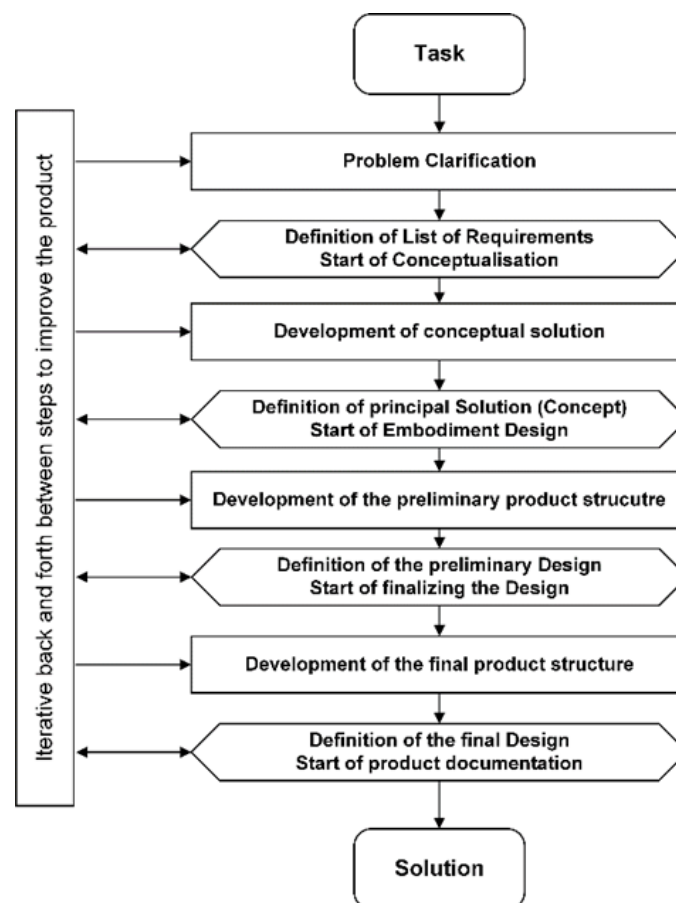 Task
Iterative back and forth between steps to improve the product
Problem Clarification
Definition of List of Requirements
Start of Conceptualisation
Development of conceptual solution
Definition of principal Solution (Concept)
Start of Embodiment Design
Development of the preliminary product strucutre
Definition of the preliminary Design
Start of finalizing the Design
Development of the final product structure
Definition of the final Design
Start of product documentation
Solution